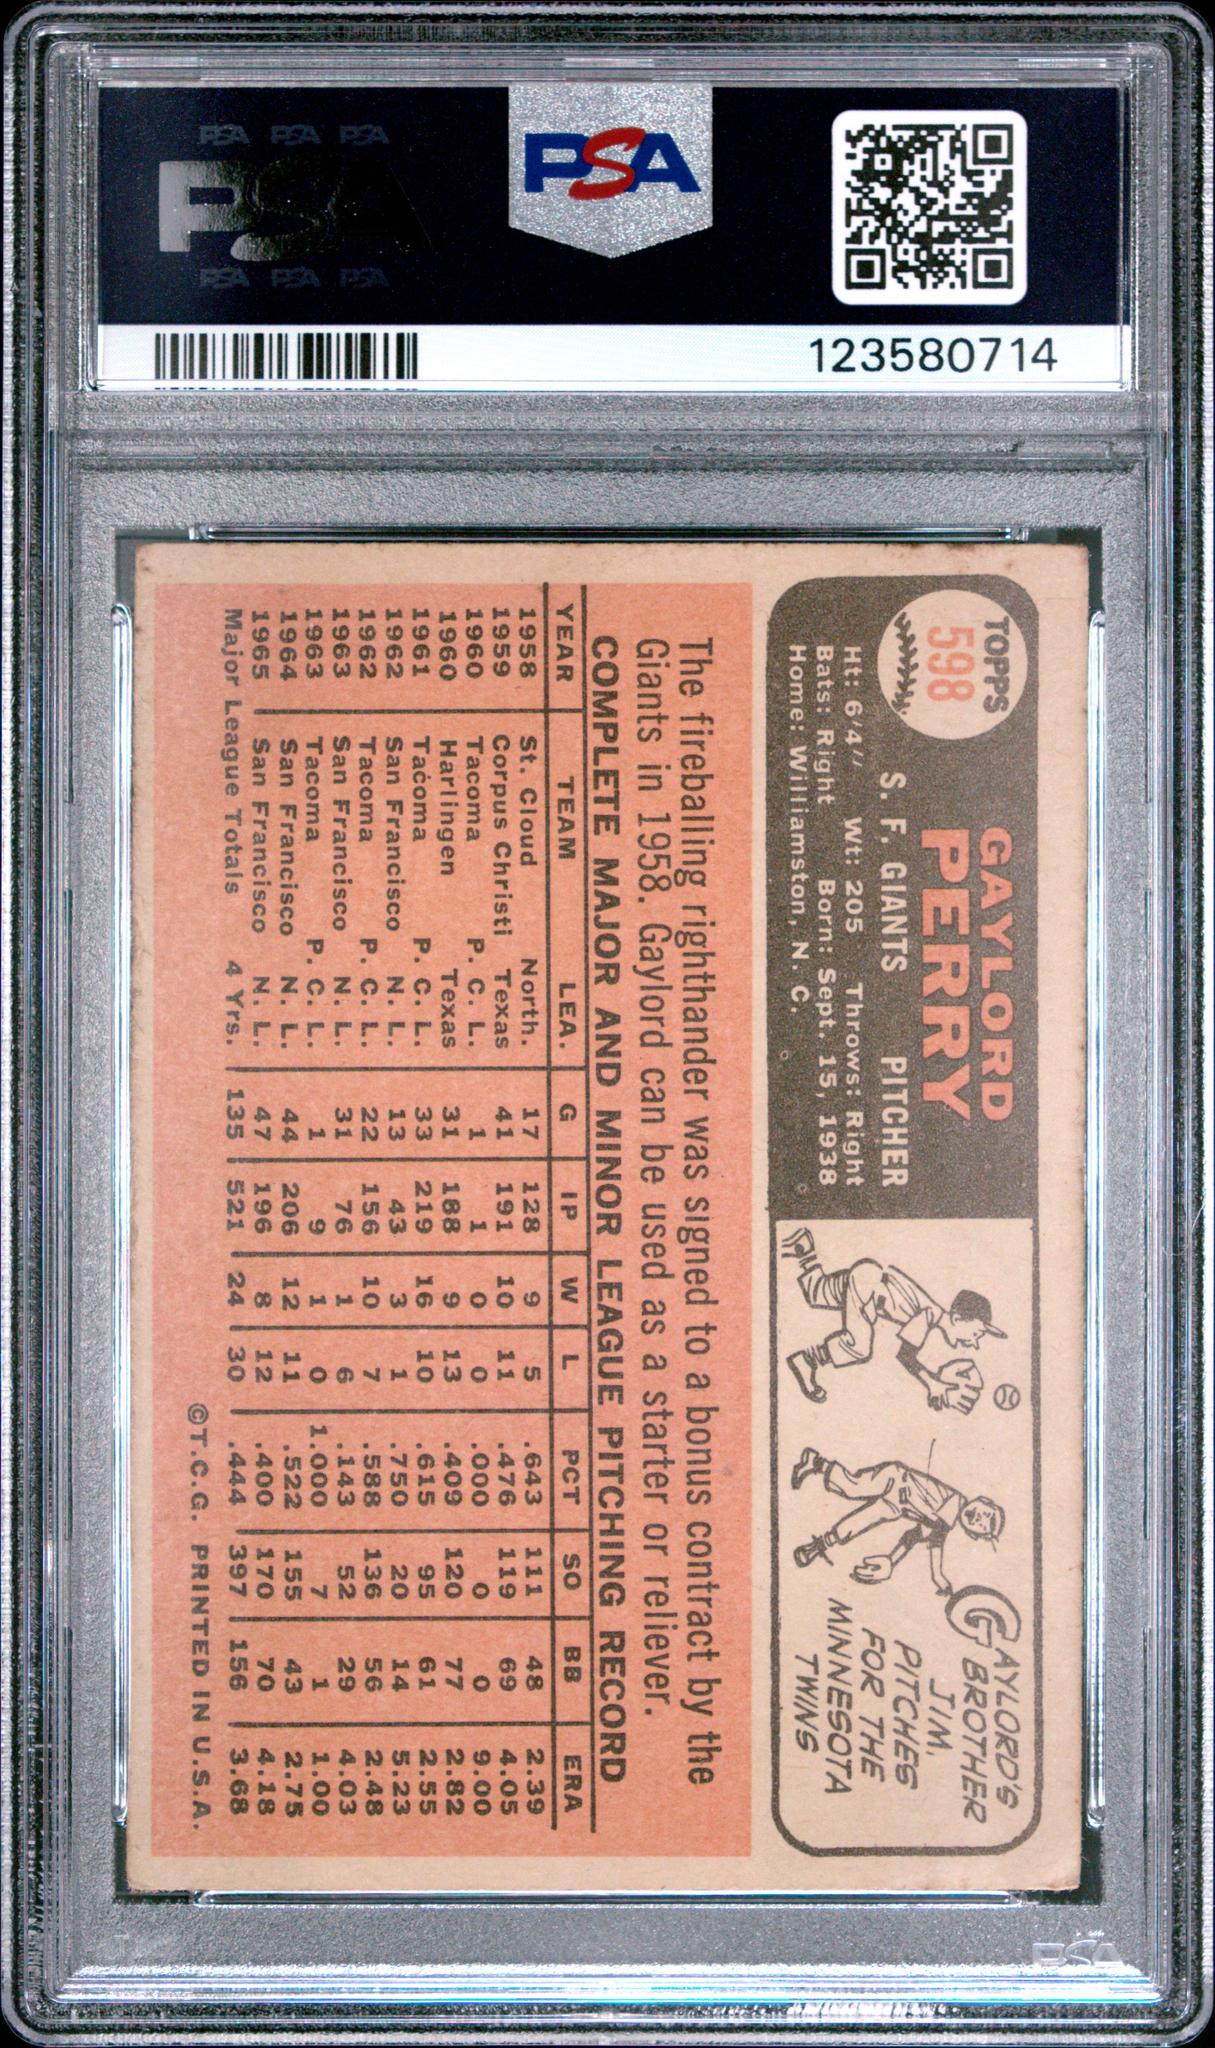 PSA PSA PSA
PSA
PSA PSA PSA
PSA
123580714
TOPPS
598
GAYLORD
PERRY
S. F. GIANTS PITCHER
Ht: 6'4" Wt: 205 Throws: Right
Bats: Right Born: Sept. 15, 1938
Home: Williamston, N. C.
GAYLORD'S
BROTHER
JIM,
PITCHES
FOR THE
MINNESOTA
TWINS
The fireballing righthander was signed to a bonus contract by the
Giants in 1958. Gaylord can be used as a starter or reliever.
COMPLETE MAJOR AND MINOR LEAGUE PITCHING RECORD
YEAR TEAM LEA. G IP W L PCT SO BB ERA
1958 St. Cloud North. 17 128 9 5 .643 111 48 2.39
1959 Corpus Christi Texas 41 191 10 11 .476 119 69 4.05
1960 Tacoma P. C. L. 1 1 0 0 .000 0 0 9.00
1960 Harlingen Texas 31 188 9 13 .409 120 77 2.82
1961 Tacoma P. C. L. 33 219 16 10 .615 95 61 2.55
1962 San Francisco N. L. 13 43 3 1 .750 20 14 5.23
1962 Tacoma P. C. L. 22 156 10 7 .588 136 56 2.48
1963 San Francisco N. L. 31 76 1 6 .143 52 29 4.03
1963 Tacoma P. C. L. 1 9 1 0 1.000 7 1 1.00
1964 San Francisco N. L. 44 206 12 11 .522 155 43 2.75
1965 San Francisco N. L. 47 196 8 12 .400 170 70 4.18
Major League Totals 4 Yrs. 135 521 24 30 .444 397 156 3.68
©T.C.G. PRINTED IN U.S.A.
PSA